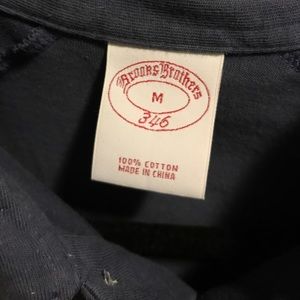 Brooks Brothers
M
346
100% COTTON
MADE IN CHINA